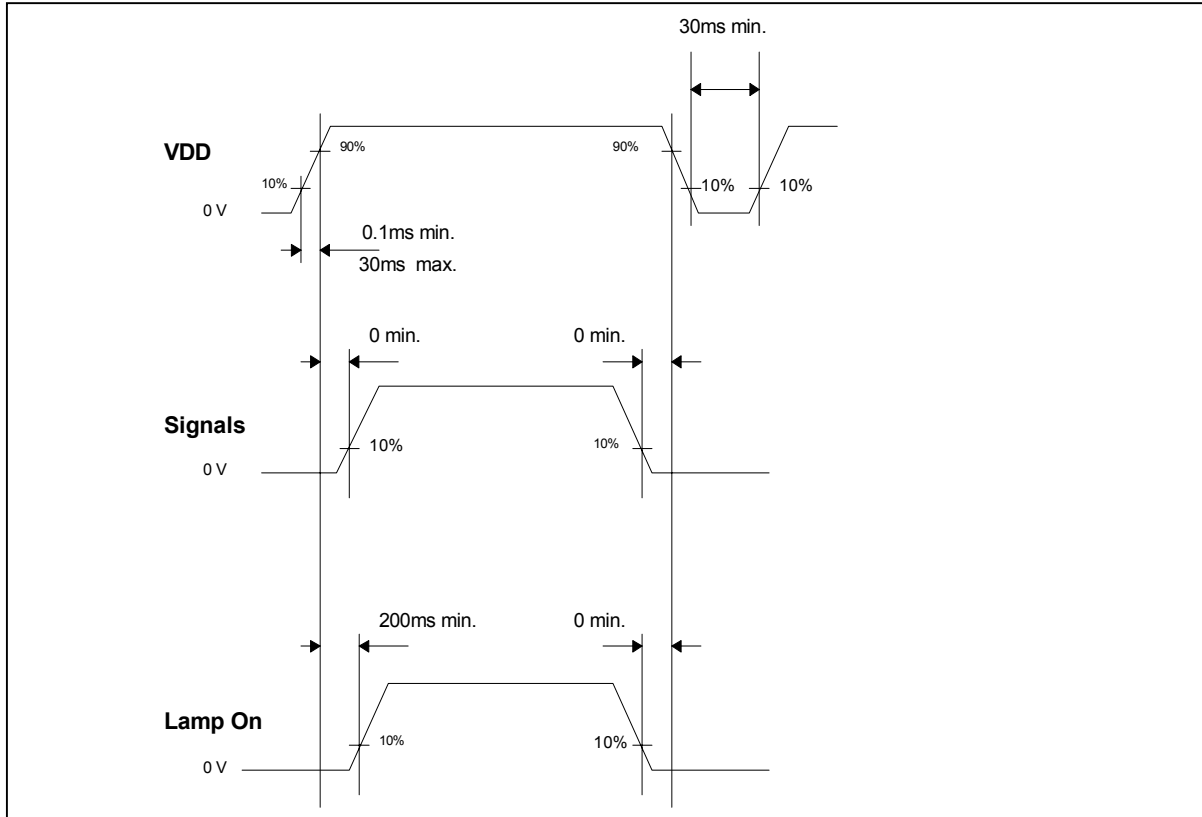 30ms min.
VDD
90%
90%
10%
10%
10%
0 V
0.1ms min.
30ms max.
0 min.
0 min.
Signals
10%
10%
0 V
200ms min.
0 min.
Lamp On
10%
10%
0 V